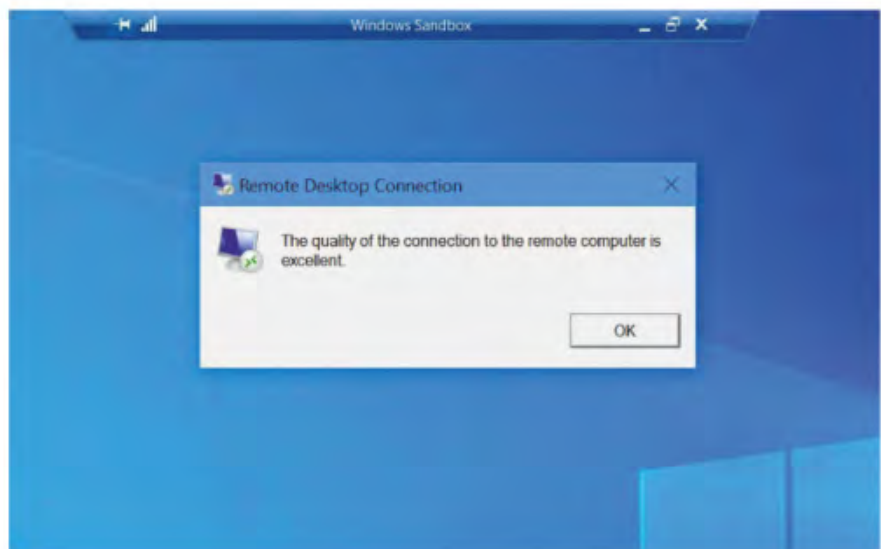 Windows Sandbox
Remote Desktop Connection
The quality of the connection to the remote computer is
excellent.
OK